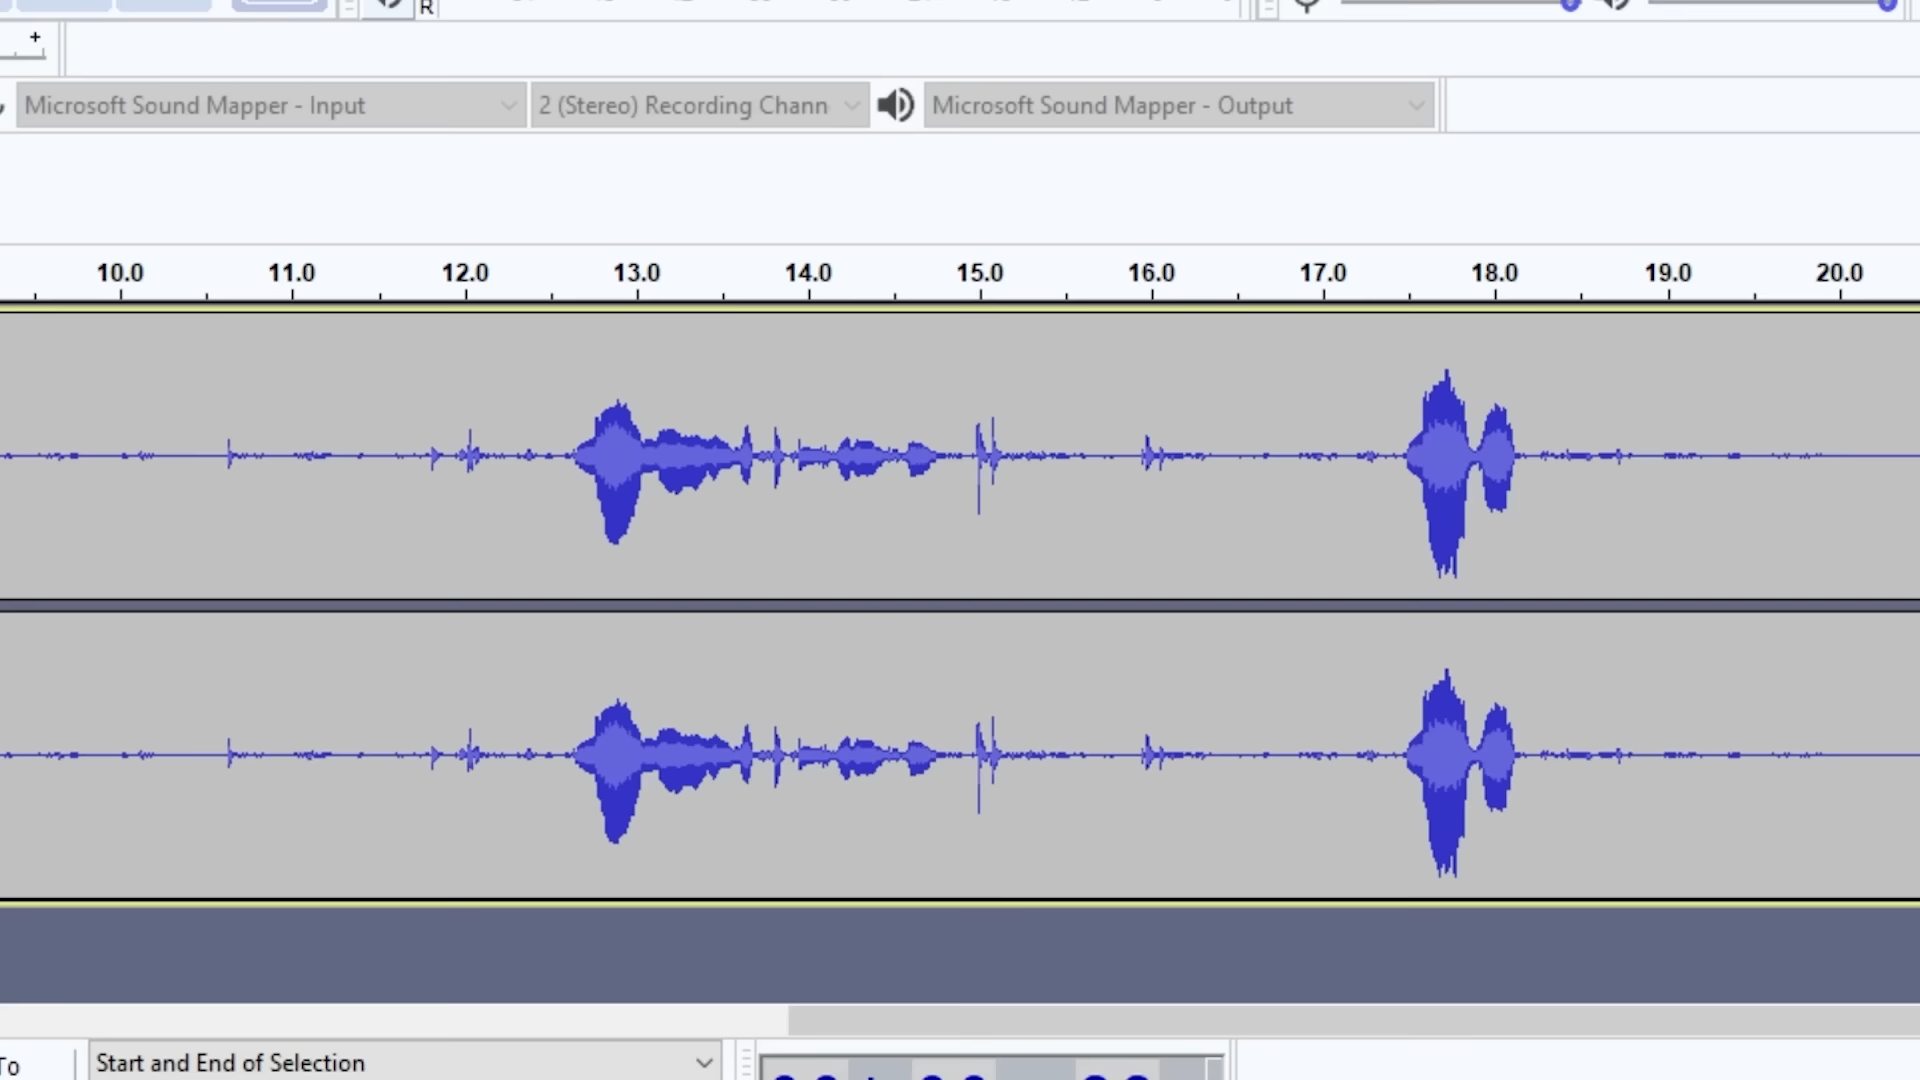 R
Microsoft Sound Mapper - Input 2 (Stereo) Recording Chann Microsoft Sound Mapper - Output
10.0 11.0 12.0 13.0 14.0 15.0 16.0 17.0 18.0 19.0 20.0
To Start and End of Selection